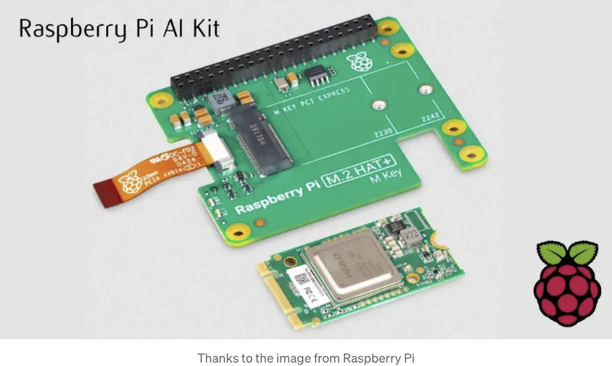 Raspberry Pi AI Kit
M KEY PCI EXPRESS
2230
2242
Raspberry Pi M.2 HAT+
M Key
Thanks to the image from Raspberry Pi